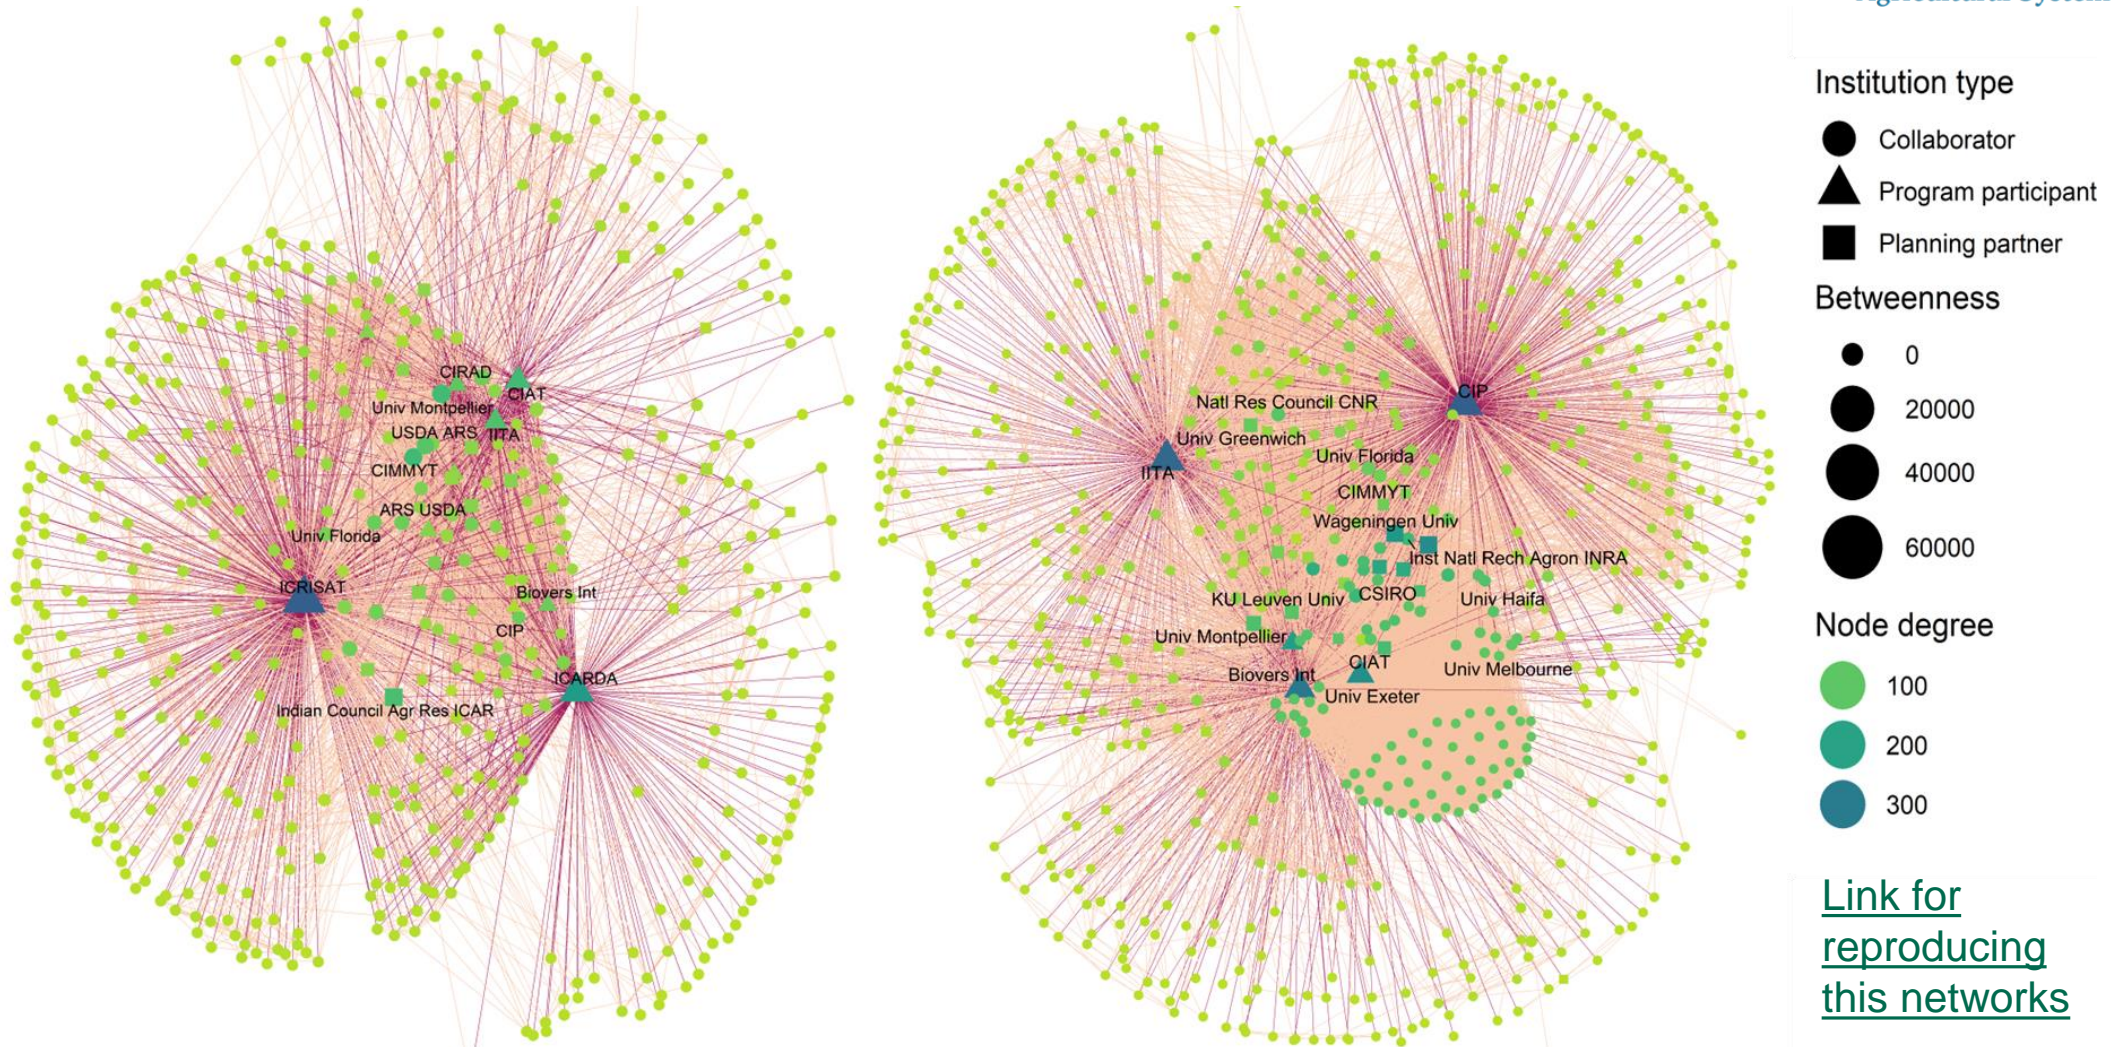 Agricultural System
CIRAD
CIAT
Univ Montpellier
USDA ARS
IITA
CIMMYT
ARS USDA
Univ Florida
ICRISAT
Biovers Int
CIP
ICARDA
Indian Council Agr Res ICAR
CIP
Natl Res Council CNR
Univ Greenwich
Univ Florida
IITA
CIMMYT
Wageningen Univ
Inst Natl Rech Agron INRA
CSIRO
KU Leuven Univ
Univ Haifa
Univ Montpellier
CIAT
Univ Melbourne
Biovers Int
Univ Exeter
Institution type
Collaborator
Program participant
Planning partner
Betweenness
0
20000
40000
60000
Node degree
100
200
300
Link for
reproducing
this networks